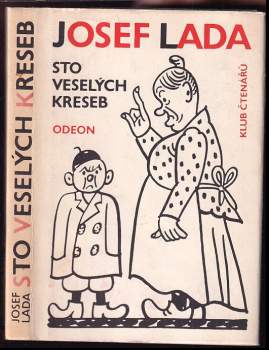 JOSEF LADA
STO
VESELÝCH
KRESEB
ODEON
KLUB ČTENÁŘŮ
JOSEF
LADA
STO VESELÝCH KRESEB